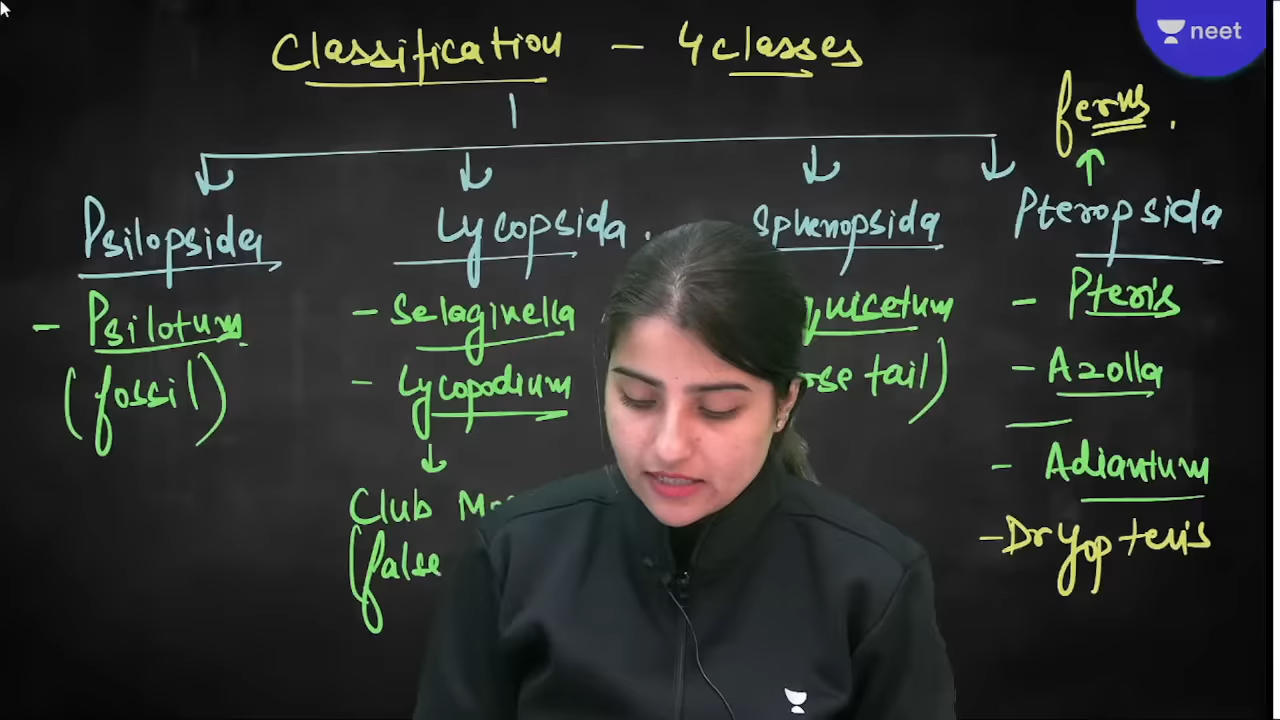 neet
Classification - 4 classes
ferns.
Psilopsida
Lycopsida.
Sphenopsida
Pteropsida
- Psilotum
(fossil)
- Selaginella
- Lycopodium
Club
(false
tail)
- Pteris
- Azolla
- Adiantum
- Dryopteris